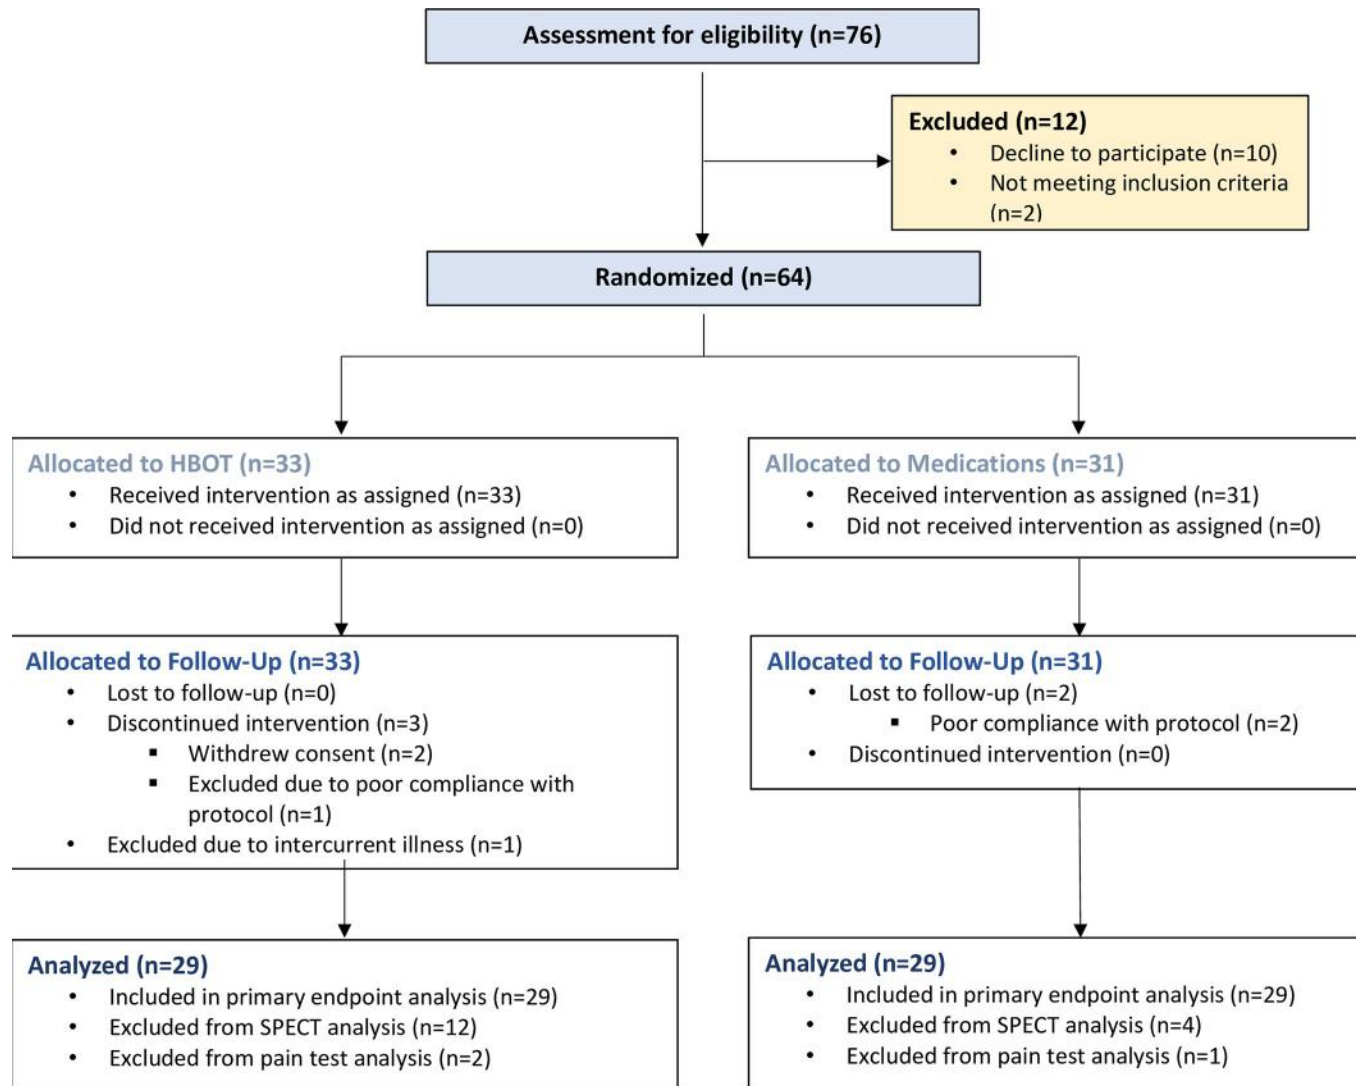 Assessment for eligibility (n=76)
Excluded (n=12)
• Decline to participate (n=10)
• Not meeting inclusion criteria
(n=2)
Randomized (n=64)
Allocated to HBOT (n=33)
• Received intervention as assigned (n=33)
• Did not received intervention as assigned (n=0)
Allocated to Medications (n=31)
• Received intervention as assigned (n=31)
• Did not received intervention as assigned (n=0)
Allocated to Follow-Up (n=33)
• Lost to follow-up (n=0)
• Discontinued intervention (n=3)
▪ Withdrew consent (n=2)
▪ Excluded due to poor compliance with
protocol (n=1)
• Excluded due to intercurrent illness (n=1)
Allocated to Follow-Up (n=31)
• Lost to follow-up (n=2)
▪ Poor compliance with protocol (n=2)
• Discontinued intervention (n=0)
Analyzed (n=29)
• Included in primary endpoint analysis (n=29)
• Excluded from SPECT analysis (n=12)
• Excluded from pain test analysis (n=2)
Analyzed (n=29)
• Included in primary endpoint analysis (n=29)
• Excluded from SPECT analysis (n=4)
• Excluded from pain test analysis (n=1)